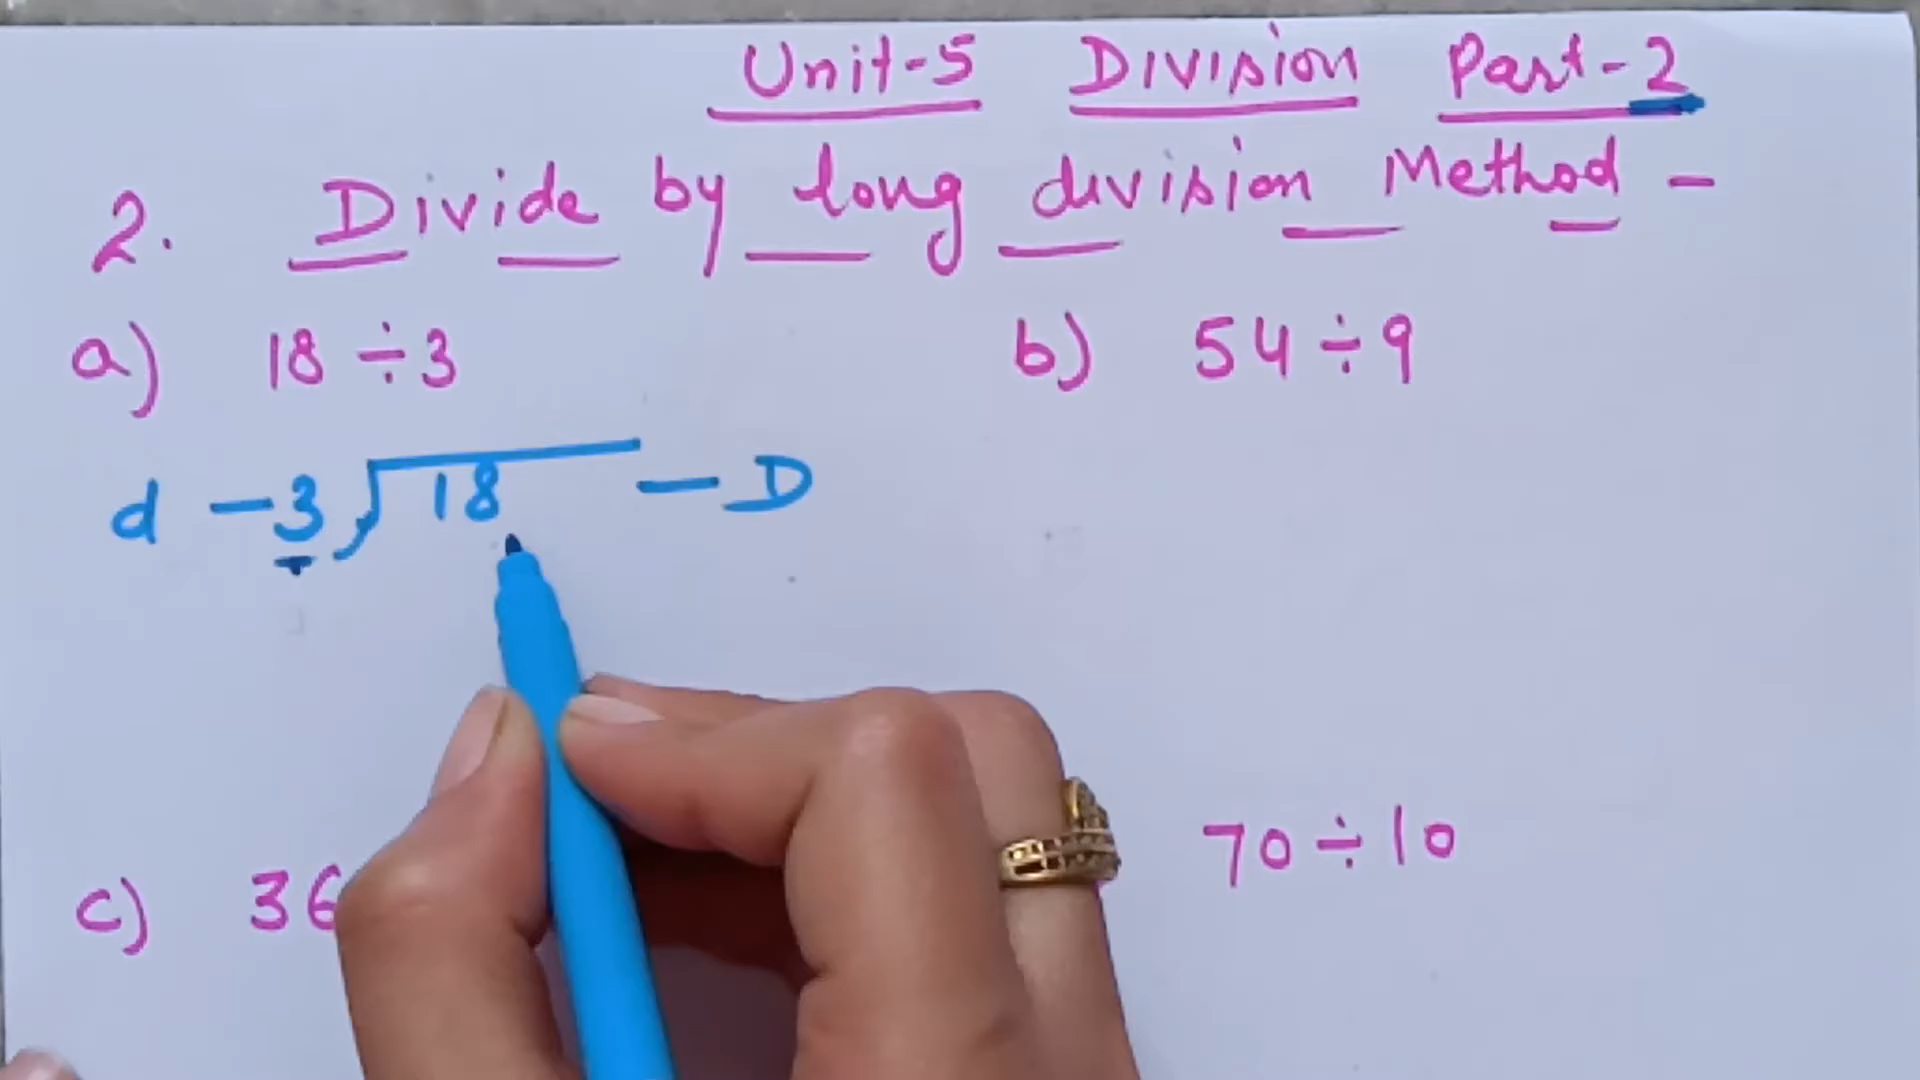 Unit-5 Division Part-2
2. Divide by long division Method -
a) 18 ÷ 3
b) 54 ÷ 9
d - 3 18 - D
c) 36
70 ÷ 10